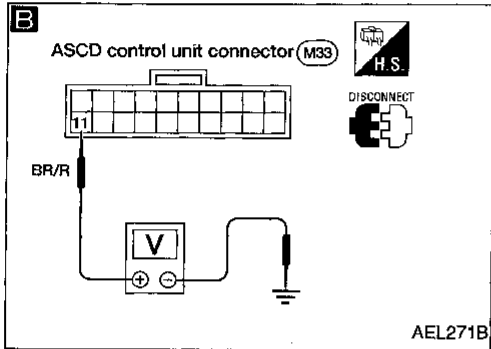 B
ASCD control unit connector (M33)
H.S.
DISCONNECT
11
BR/R
V
+ -
AEL271B